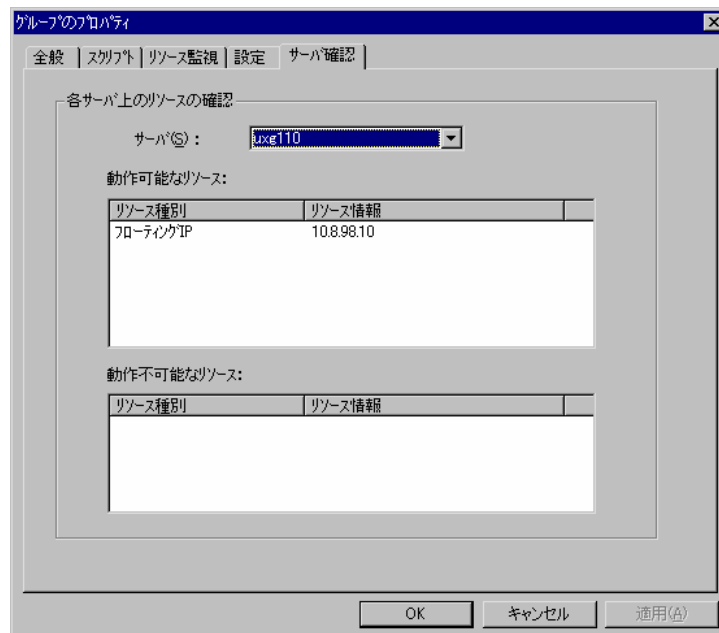 グループのプロパティ
全般 スクリプト リソース監視 設定 サーバ確認
各サーバ上のリソースの確認
サーバ(S)： uxg110
動作可能なリソース:
リソース種別 リソース情報
フローティングIP 10.8.98.10
動作不可能なリソース:
リソース種別 リソース情報
OK キャンセル 適用(A)